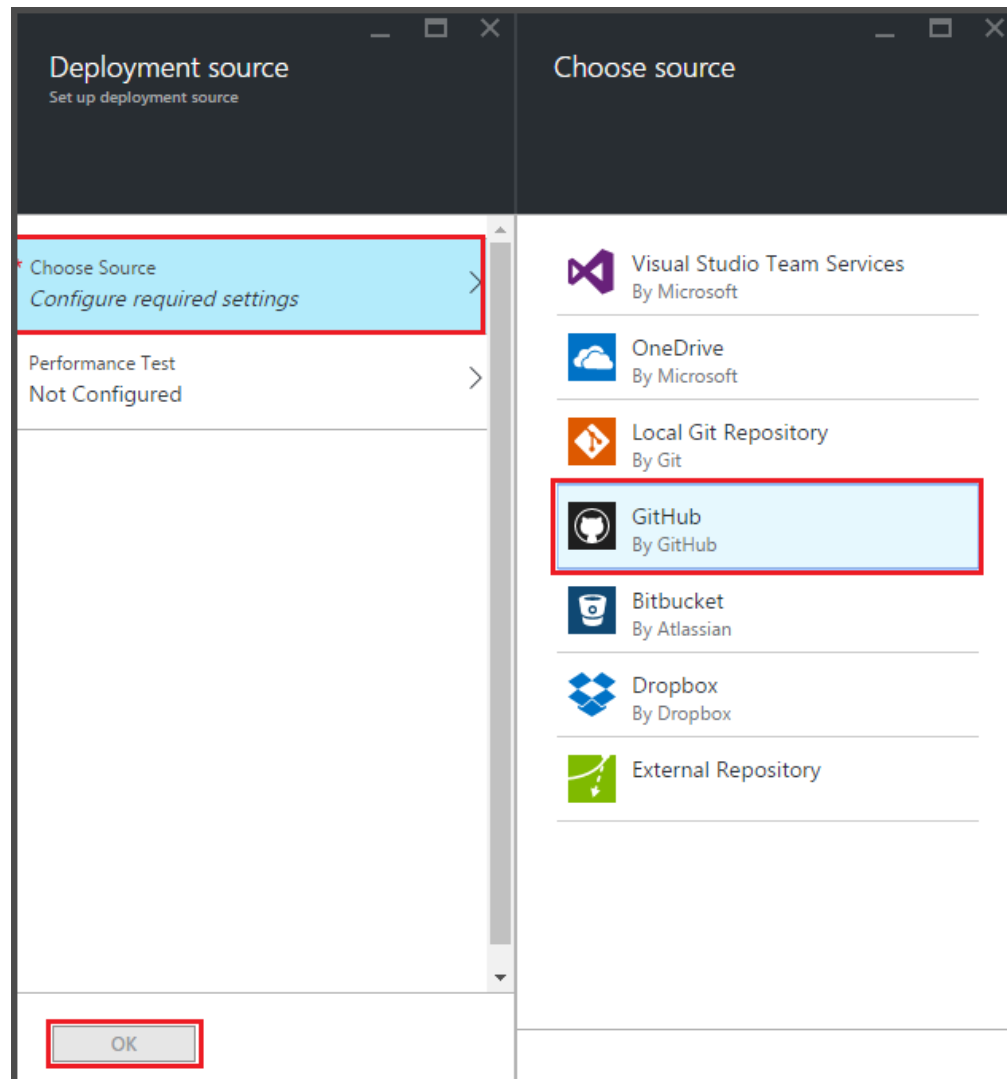 Deployment source
Set up deployment source
* Choose Source
Configure required settings
Performance Test
Not Configured
OK
Choose source
Visual Studio Team Services
By Microsoft
OneDrive
By Microsoft
Local Git Repository
By Git
GitHub
By GitHub
Bitbucket
By Atlassian
Dropbox
By Dropbox
External Repository